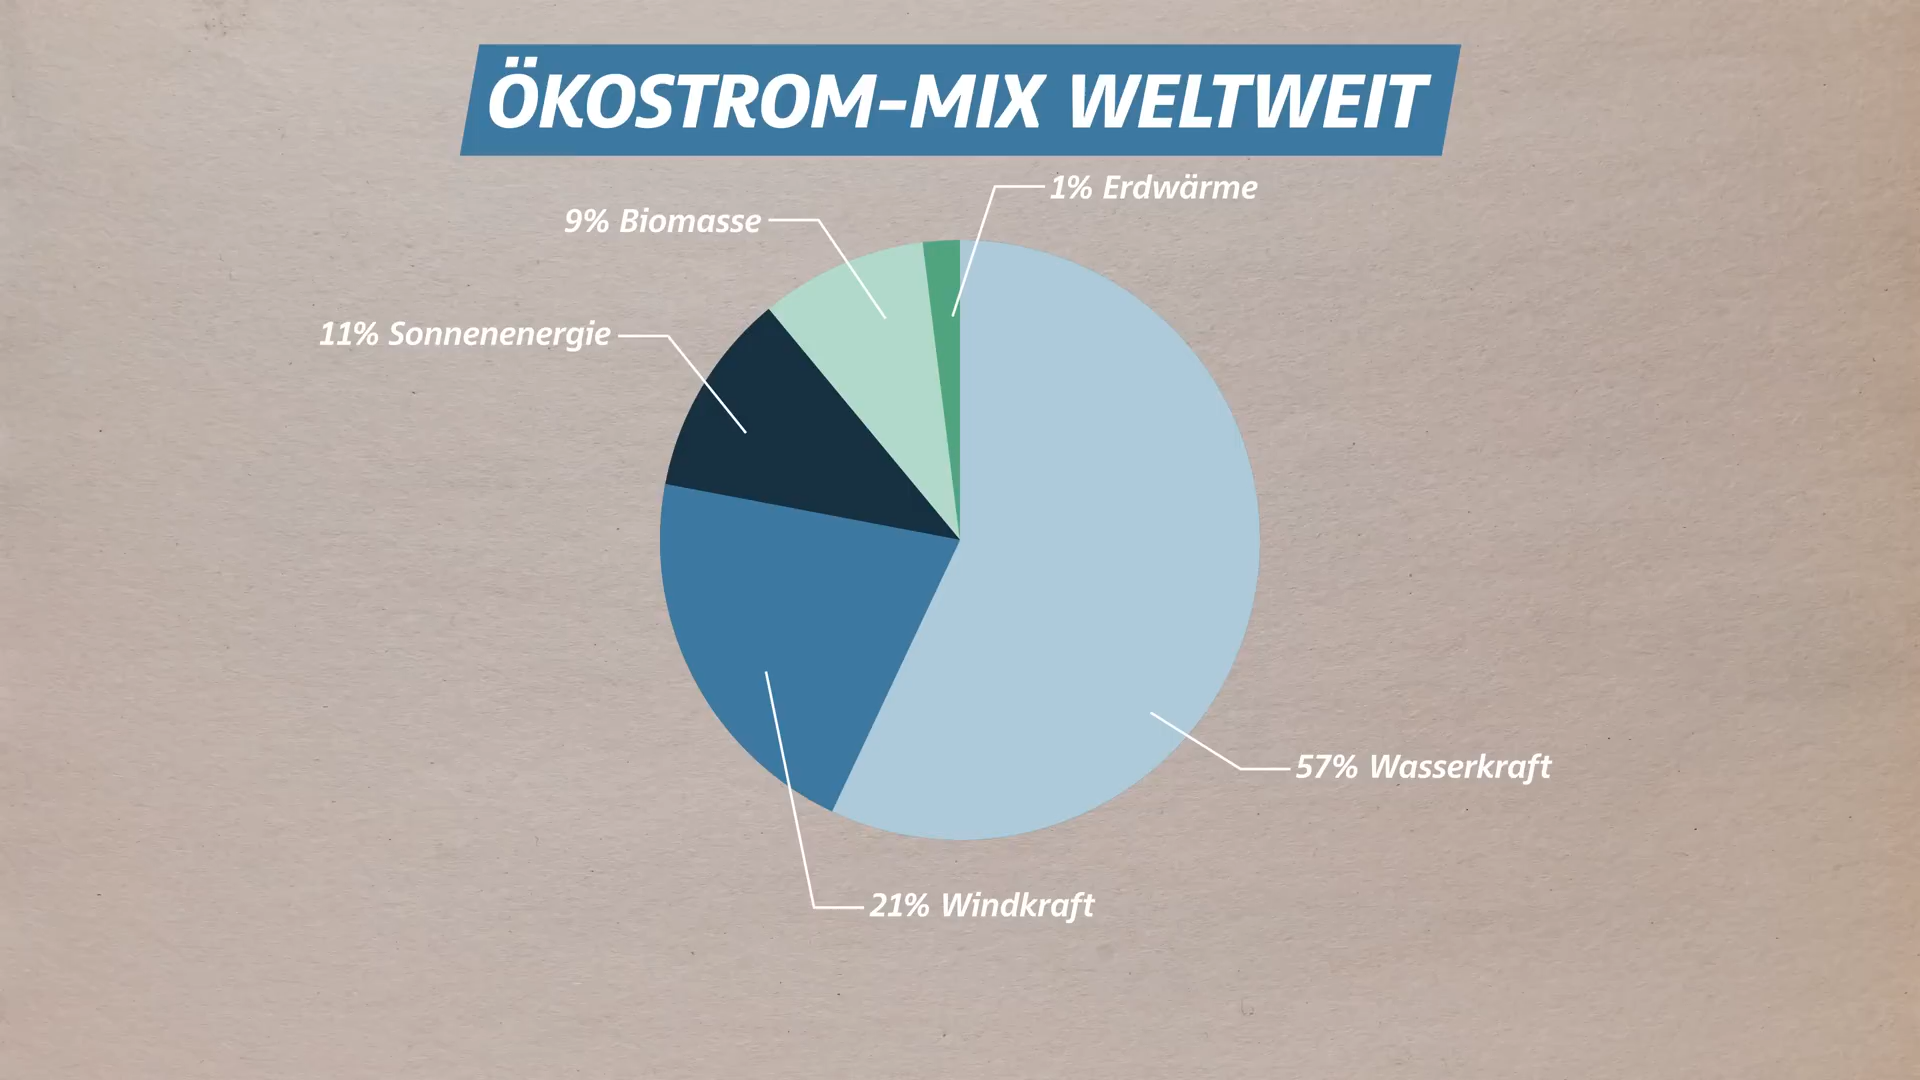 ÖKOSTROM-MIX WELTWEIT
1% Erdwärme
9% Biomasse
11% Sonnenenergie
57% Wasserkraft
21% Windkraft